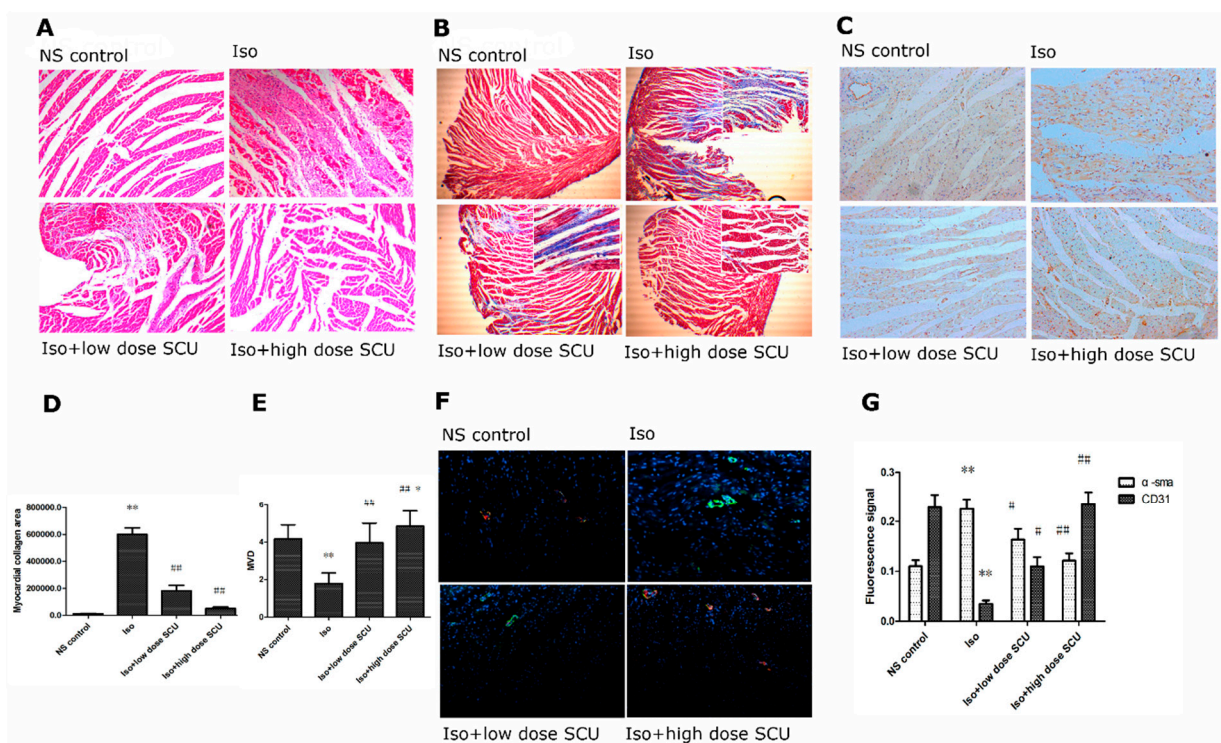 A
NS control
Iso
Iso+low dose SCU
Iso+high dose SCU
B
Iso
Iso+low dose SCU
Iso+high dose SCU
C
NS control
Iso
Iso+low dose SCU
Iso+high dose SCU
D
Myocardial collagen area
800000.0
600000.0
400000.0
200000.0
0.0
**
##
##
NS control
Iso
Iso+low dose SCU
Iso+high dose SCU
E
MVD
6
4
2
0
**
##
## *
NS control
Iso
Iso+low dose SCU
Iso+high dose SCU
F
NS control
Iso
Iso+low dose SCU
Iso+high dose SCU
G
Fluorescence signal
0.3
0.2
0.1
0.0
**
**
#
#
##
##
α-sma
CD31
NS control
Iso
Iso+low dose SCU
Iso+high dose SCU